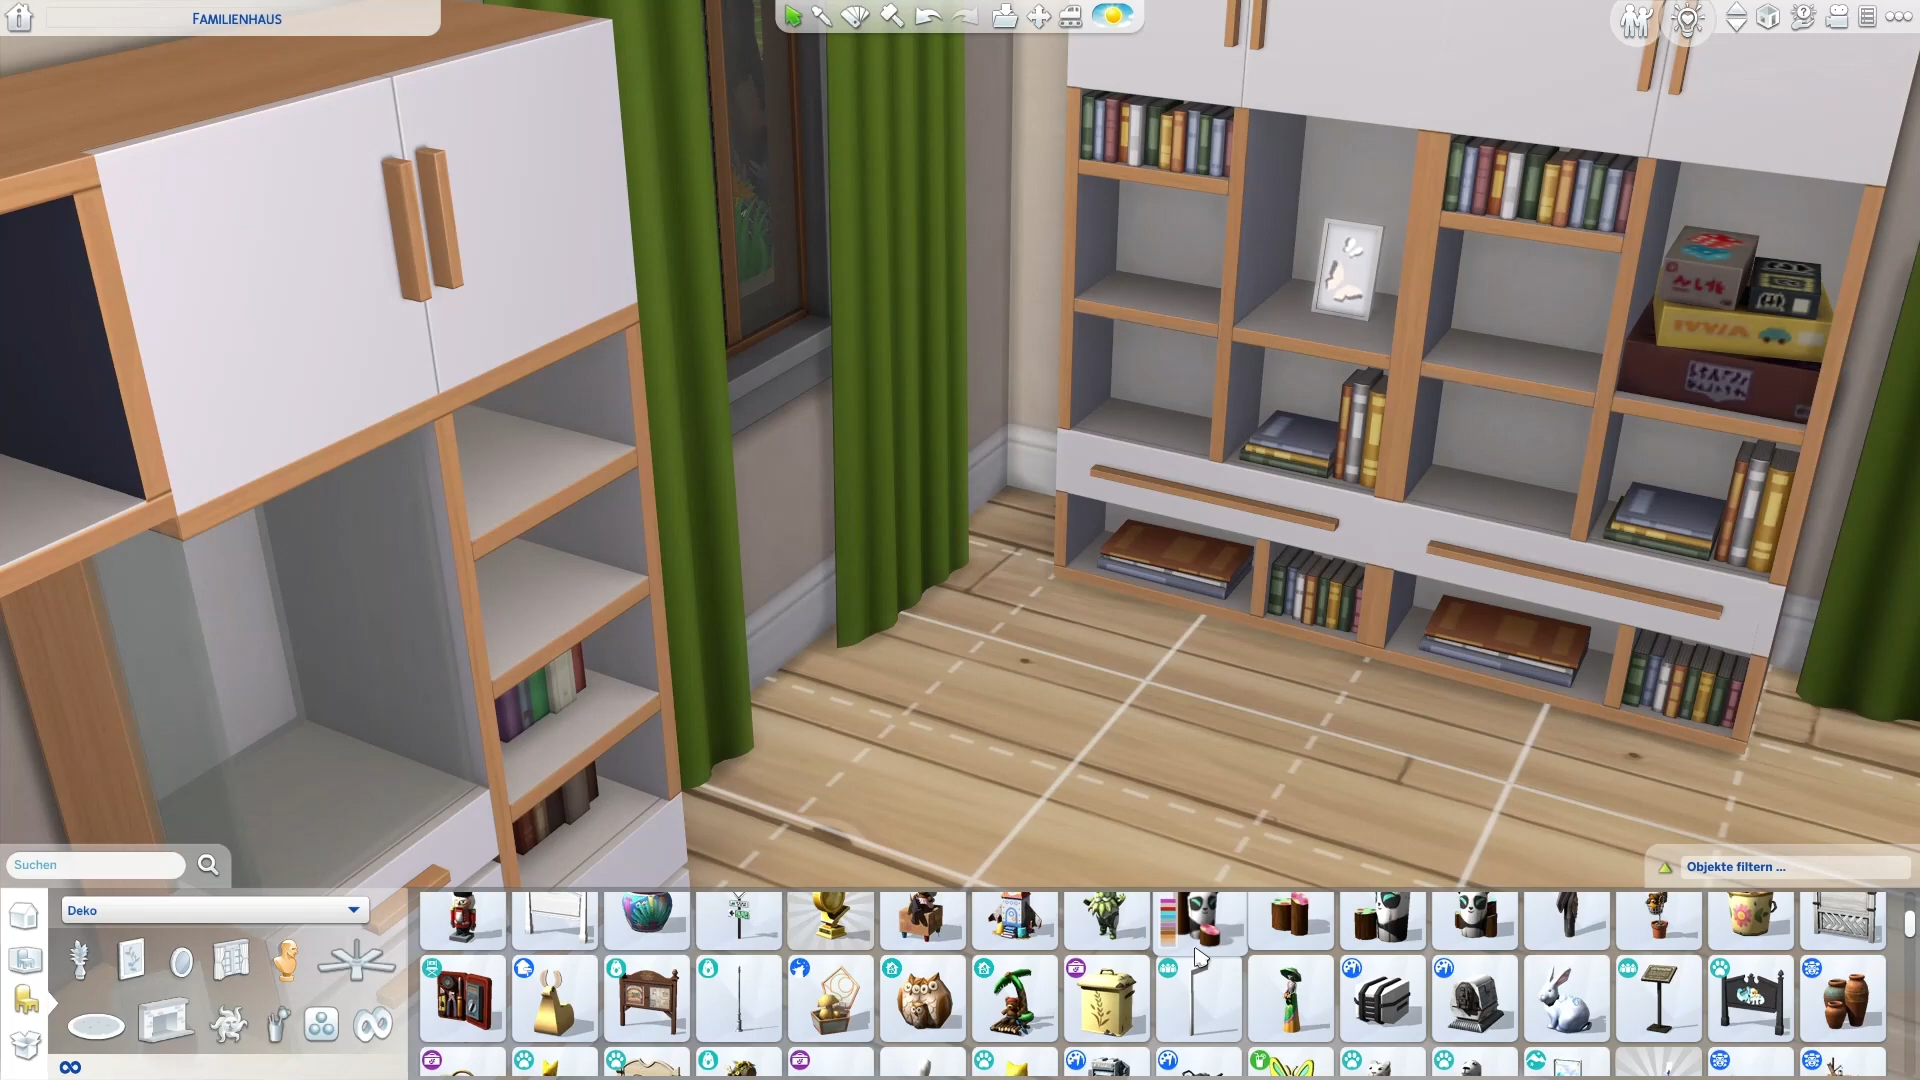 FAMILIENHAUS
Suchen
Objekte filtern ...
Deko